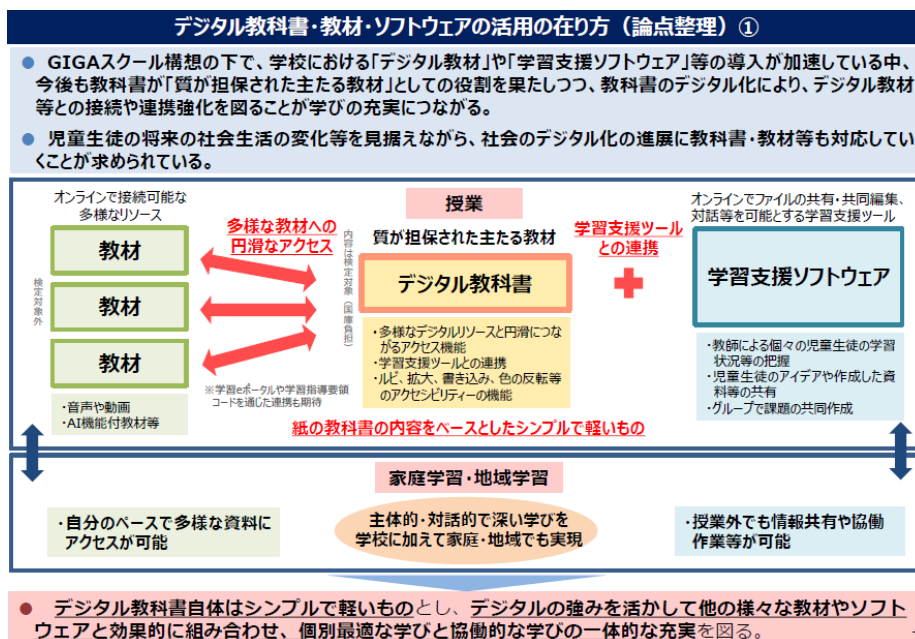 デジタル教科書・教材・ソフトウェアの活用の在り方（論点整理）①
● GIGAスクール構想の下で、学校における「デジタル教材」や「学習支援ソフトウェア」等の導入が加速している中、
今後も教科書が「質が担保された主たる教材」としての役割を果たしつつ、教科書のデジタル化により、デジタル教材
等との接続や連携強化を図ることが学びの充実につながる。
● 児童生徒の将来の社会生活の変化等を見据えながら、社会のデジタル化の進展に教科書・教材等も対応してい
くことが求められている。
オンラインで接続可能な
多様なリソース
検定対象外
教材
教材
教材
・音声や動画
・AI機能付教材等
多様な教材への
円滑なアクセス
※学習eポータルや学習指導要領
コードを通じた連携も期待
授業
質が担保された主たる教材
内容は検定対象（国庫負担）
デジタル教科書
・多様なデジタルリソースと円滑につな
がるアクセス機能
・学習支援ツールとの連携
・ルビ、拡大、書き込み、色の反転等
のアクセシビリティーの機能
紙の教科書の内容をベースとしたシンプルで軽いもの
学習支援ツール
との連携
オンラインでファイルの共有・共同編集、
対話等を可能とする学習支援ツール
学習支援ソフトウェア
・教師による個々の児童生徒の学習
状況等の把握
・児童生徒のアイデアや作成した資
料等の共有
・グループで課題の共同作成
家庭学習・地域学習
・自分のペースで多様な資料に
アクセスが可能
主体的・対話的で深い学びを
学校に加えて家庭・地域でも実現
・授業外でも情報共有や協働
作業等が可能
● デジタル教科書自体はシンプルで軽いものとし、デジタルの強みを活かして他の様々な教材やソフト
ウェアと効果的に組み合わせ、個別最適な学びと協働的な学びの一体的な充実を図る。